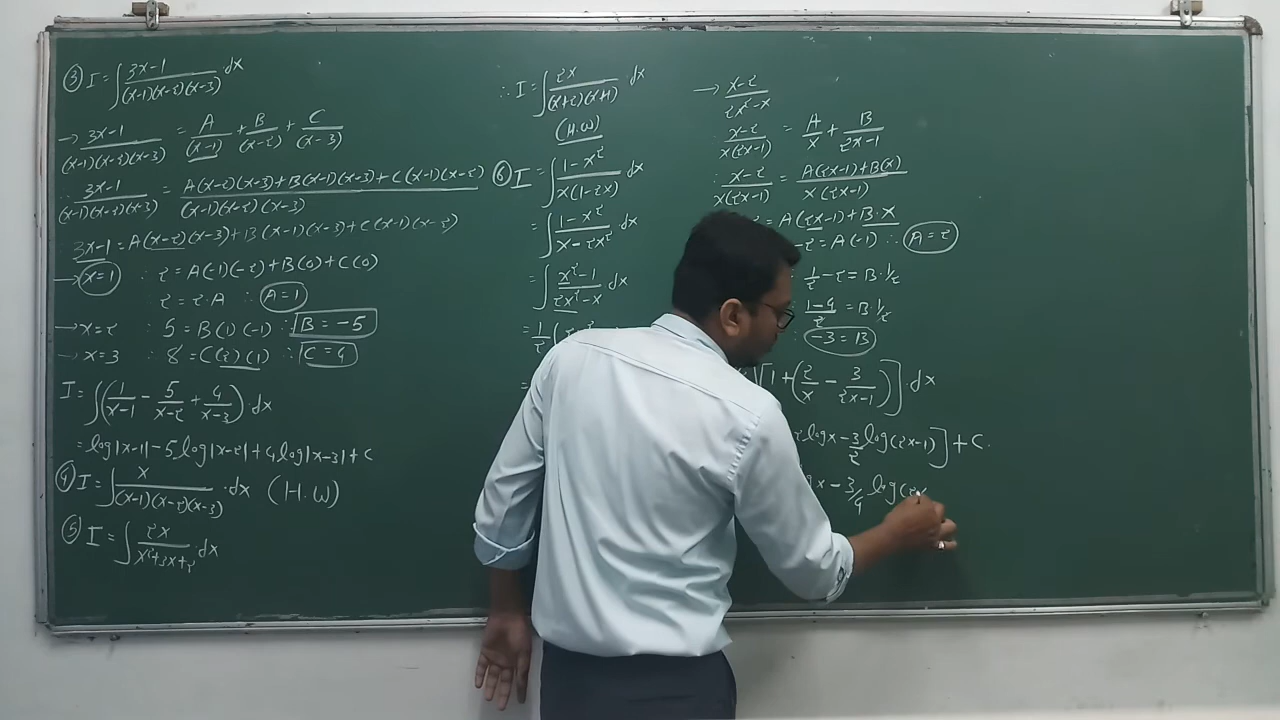 ③ I = ∫ (3x-1)/((x-1)(x-2)(x-3)) · dx
→ (3x-1)/((x-1)(x-2)(x-3)) = A/(x-1) + B/(x-2) + C/(x-3)
∴ (3x-1)/((x-1)(x-2)(x-3)) = (A(x-2)(x-3)+B(x-1)(x-3)+C(x-1)(x-2))/((x-1)(x-2)(x-3))
3x-1 = A(x-2)(x-3)+B(x-1)(x-3)+C(x-1)(x-2)
→ x=1 ∴ 2 = A(-1)(-2)+B(0)+C(0)
2 = 2·A ∴ A=1
→ x=2 ∴ 5 = B(1)(-1) ∴ B = -5
→ x=3 ∴ 8 = C(2)(1) ∴ C = 4
I = ∫(1/(x-1) - 5/(x-2) + 4/(x-3)) · dx
= log|x-1| - 5 log|x-2| + 4 log|x-3| + C
④ I = ∫ x/((x-1)(x-2)(x-3)) · dx (H.W)
⑤ I = ∫ 2x/(x²+3x+2) · dx
∴ I = ∫ 2x/((x+2)(x+1)) · dx
(H.W)
⑥ I = ∫ (1-x²)/(x(1-2x)) dx
= ∫ (1-x²)/(x-2x²) dx
= ∫ (x²-1)/(2x²-x) dx
= 1/2 ∫
=
→ (x-2)/(2x²-x)
(x-2)/(x(2x-1)) = A/x + B/(2x-1)
∴ (x-2)/(x(2x-1)) = (A(2x-1)+B(x))/(x(2x-1))
= A(2x-1)+B·x
-2 = A(-1) ∴ A=2
1/2 - 2 = B·1/2
(1-4)/2 = B·1/2
-3 = B
[1 + (2/x - 3/(2x-1))] · dx
2 log x - 3/2 log(2x-1)] + C.
x - 3/4 log(2x